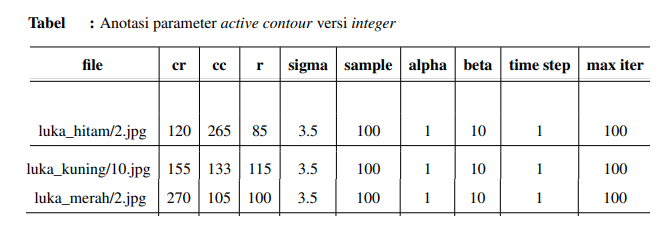 Tabel : Anotasi parameter active contour versi integer
file cr cc r sigma sample alpha beta time step max iter
luka_hitam/2.jpg 120 265 85 3.5 100 1 10 1 100
luka_kuning/10.jpg 155 133 115 3.5 100 1 10 1 100
luka_merah/2.jpg 270 105 100 3.5 100 1 10 1 100